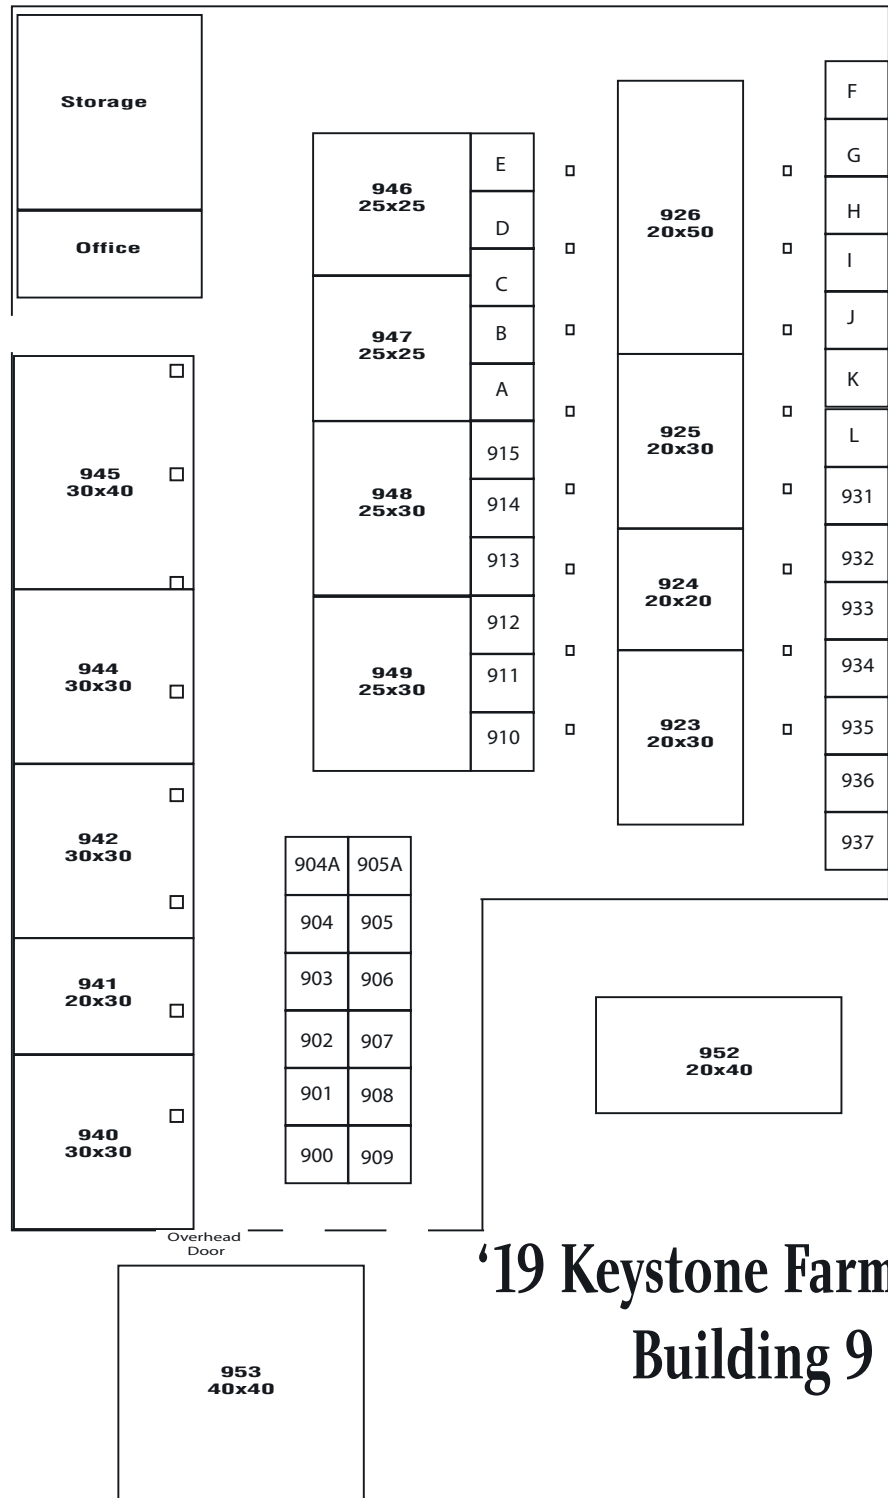 Storage
Office
945
30x40
944
30x30
942
30x30
941
20x30
940
30x30
946
25x25
947
25x25
948
25x30
949
25x30
E
D
C
B
A
915
914
913
912
911
910
904A 905A
904 905
903 906
902 907
901 908
900 909
926
20x50
925
20x30
924
20x20
923
20x30
F
G
H
I
J
K
L
931
932
933
934
935
936
937
952
20x40
Overhead
Door
953
40x40
‘19 Keystone Farm
Building 9